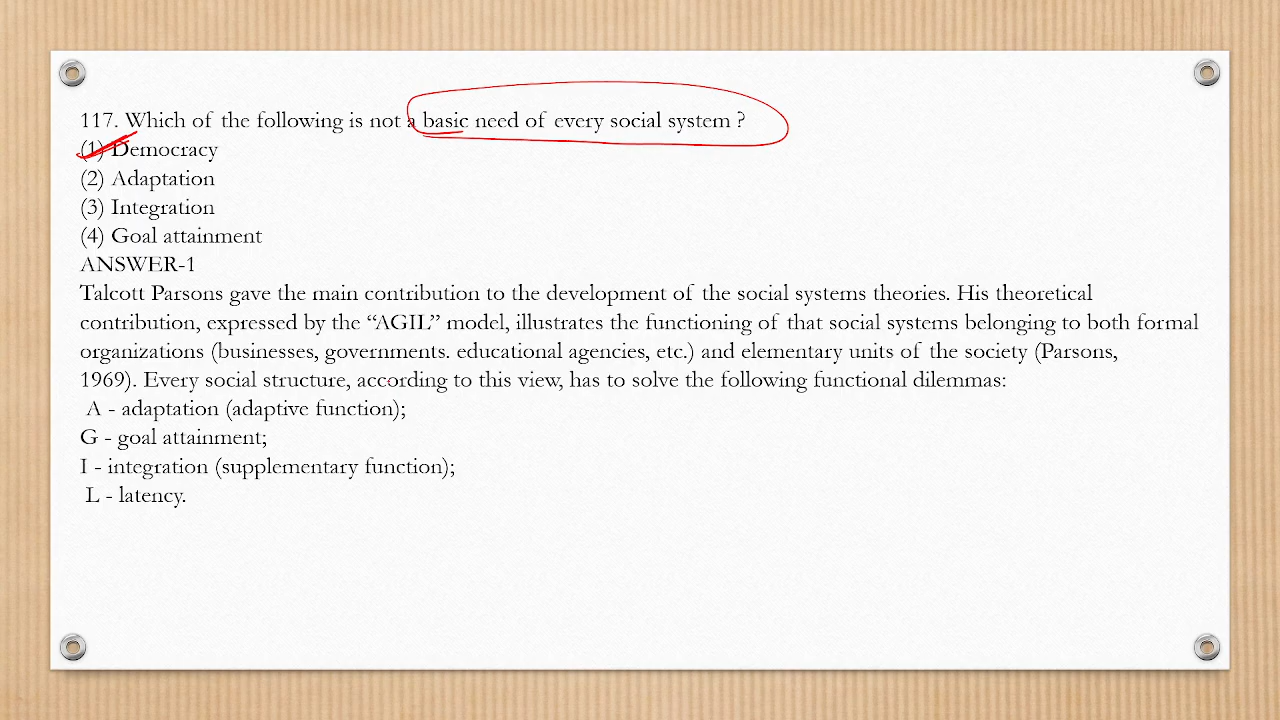 117. Which of the following is not a basic need of every social system ?
(1) Democracy
(2) Adaptation
(3) Integration
(4) Goal attainment
ANSWER-1
Talcott Parsons gave the main contribution to the development of the social systems theories. His theoretical
contribution, expressed by the “AGIL” model, illustrates the functioning of that social systems belonging to both formal
organizations (businesses, governments. educational agencies, etc.) and elementary units of the society (Parsons,
1969). Every social structure, according to this view, has to solve the following functional dilemmas:
A - adaptation (adaptive function);
G - goal attainment;
I - integration (supplementary function);
L - latency.